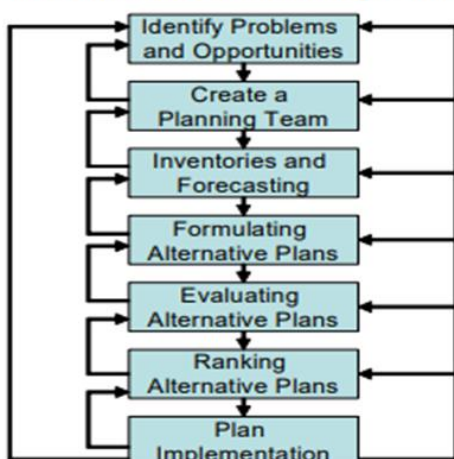 Identify Problems
and Opportunities
Create a
Planning Team
Inventories and
Forecasting
Formulating
Alternative Plans
Evaluating
Alternative Plans
Ranking
Alternative Plans
Plan
Implementation